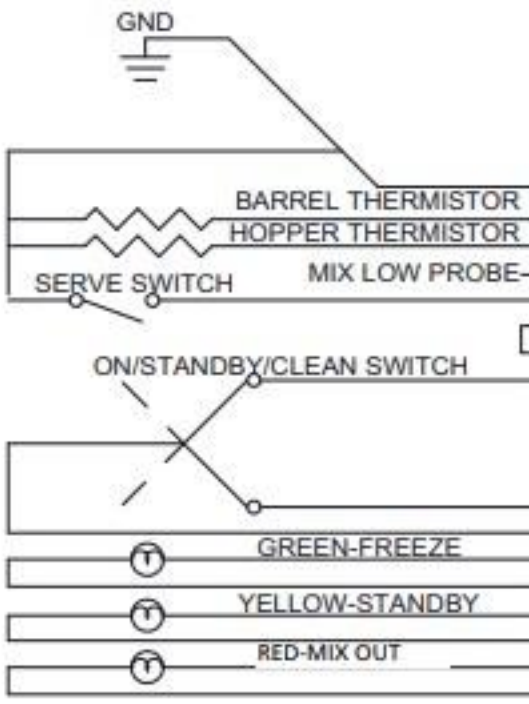 GND
BARREL THERMISTOR
HOPPER THERMISTOR
MIX LOW PROBE
SERVE SWITCH
ON/STANDBY/CLEAN SWITCH
GREEN-FREEZE
YELLOW-STANDBY
RED-MIX OUT